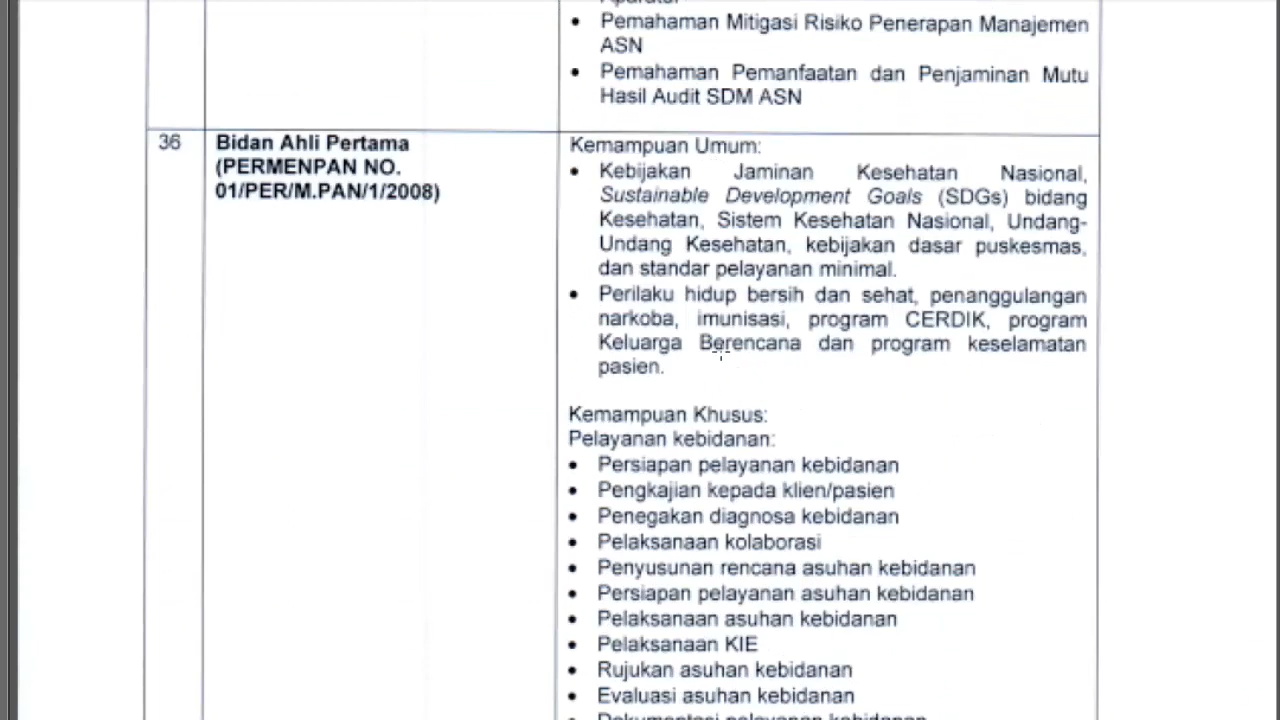 Aparatur
• Pemahaman Mitigasi Risiko Penerapan Manajemen
ASN
• Pemahaman Pemanfaatan dan Penjaminan Mutu
Hasil Audit SDM ASN
36
Bidan Ahli Pertama
(PERMENPAN NO.
01/PER/M.PAN/1/2008)
Kemampuan Umum:
• Kebijakan Jaminan Kesehatan Nasional,
Sustainable Development Goals (SDGs) bidang
Kesehatan, Sistem Kesehatan Nasional, Undang-
Undang Kesehatan, kebijakan dasar puskesmas,
dan standar pelayanan minimal.
• Perilaku hidup bersih dan sehat, penanggulangan
narkoba, imunisasi, program CERDIK, program
Keluarga Berencana dan program keselamatan
pasien.
Kemampuan Khusus:
Pelayanan kebidanan:
• Persiapan pelayanan kebidanan
• Pengkajian kepada klien/pasien
• Penegakan diagnosa kebidanan
• Pelaksanaan kolaborasi
• Penyusunan rencana asuhan kebidanan
• Persiapan pelayanan asuhan kebidanan
• Pelaksanaan asuhan kebidanan
• Pelaksanaan KIE
• Rujukan asuhan kebidanan
• Evaluasi asuhan kebidanan
• Dokumentasi pelayanan kebidanan